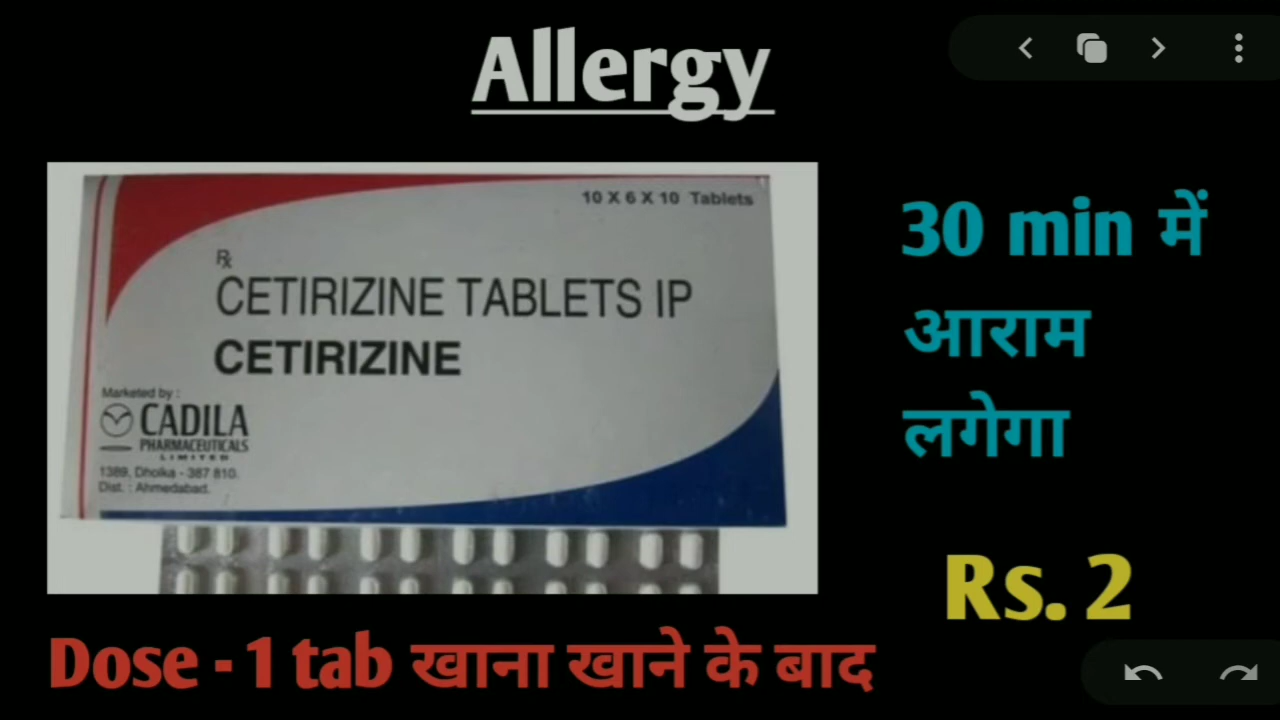 Allergy
10 X 6 X 10 Tablets
Rx
CETIRIZINE TABLETS IP
CETIRIZINE
Marketed by :
CADILA
PHARMACEUTICALS
LIMITED
1389, Dholka - 387 810.
Dist. : Ahmedabad.
30 min में
आराम
लगेगा
Rs. 2
Dose - 1 tab खाना खाने के बाद